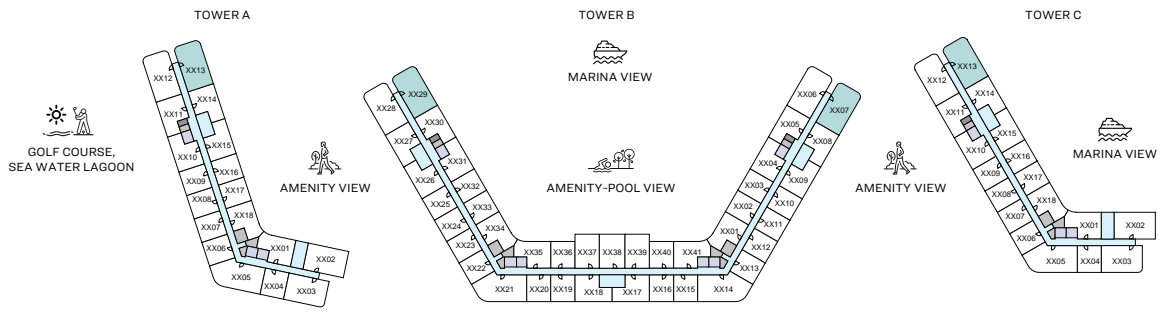 TOWER A
TOWER B
TOWER C
MARINA VIEW
GOLF COURSE,
SEA WATER LAGOON
AMENITY VIEW
AMENITY-POOL VIEW
AMENITY VIEW
MARINA VIEW
XX12
XX13
XX11
XX14
XX10
XX15
XX09
XX16
XX08
XX17
XX07
XX18
XX06
XX01
XX02
XX05
XX04
XX03
XX28
XX29
XX27
XX30
XX26
XX31
XX25
XX32
XX24
XX33
XX23
XX34
XX22
XX35
XX36
XX37
XX38
XX39
XX40
XX41
XX21
XX20
XX19
XX18
XX17
XX16
XX15
XX14
XX06
XX07
XX05
XX08
XX04
XX09
XX03
XX10
XX02
XX11
XX01
XX12
XX13
XX12
XX13
XX11
XX14
XX10
XX15
XX09
XX16
XX08
XX17
XX07
XX18
XX06
XX01
XX02
XX05
XX04
XX03